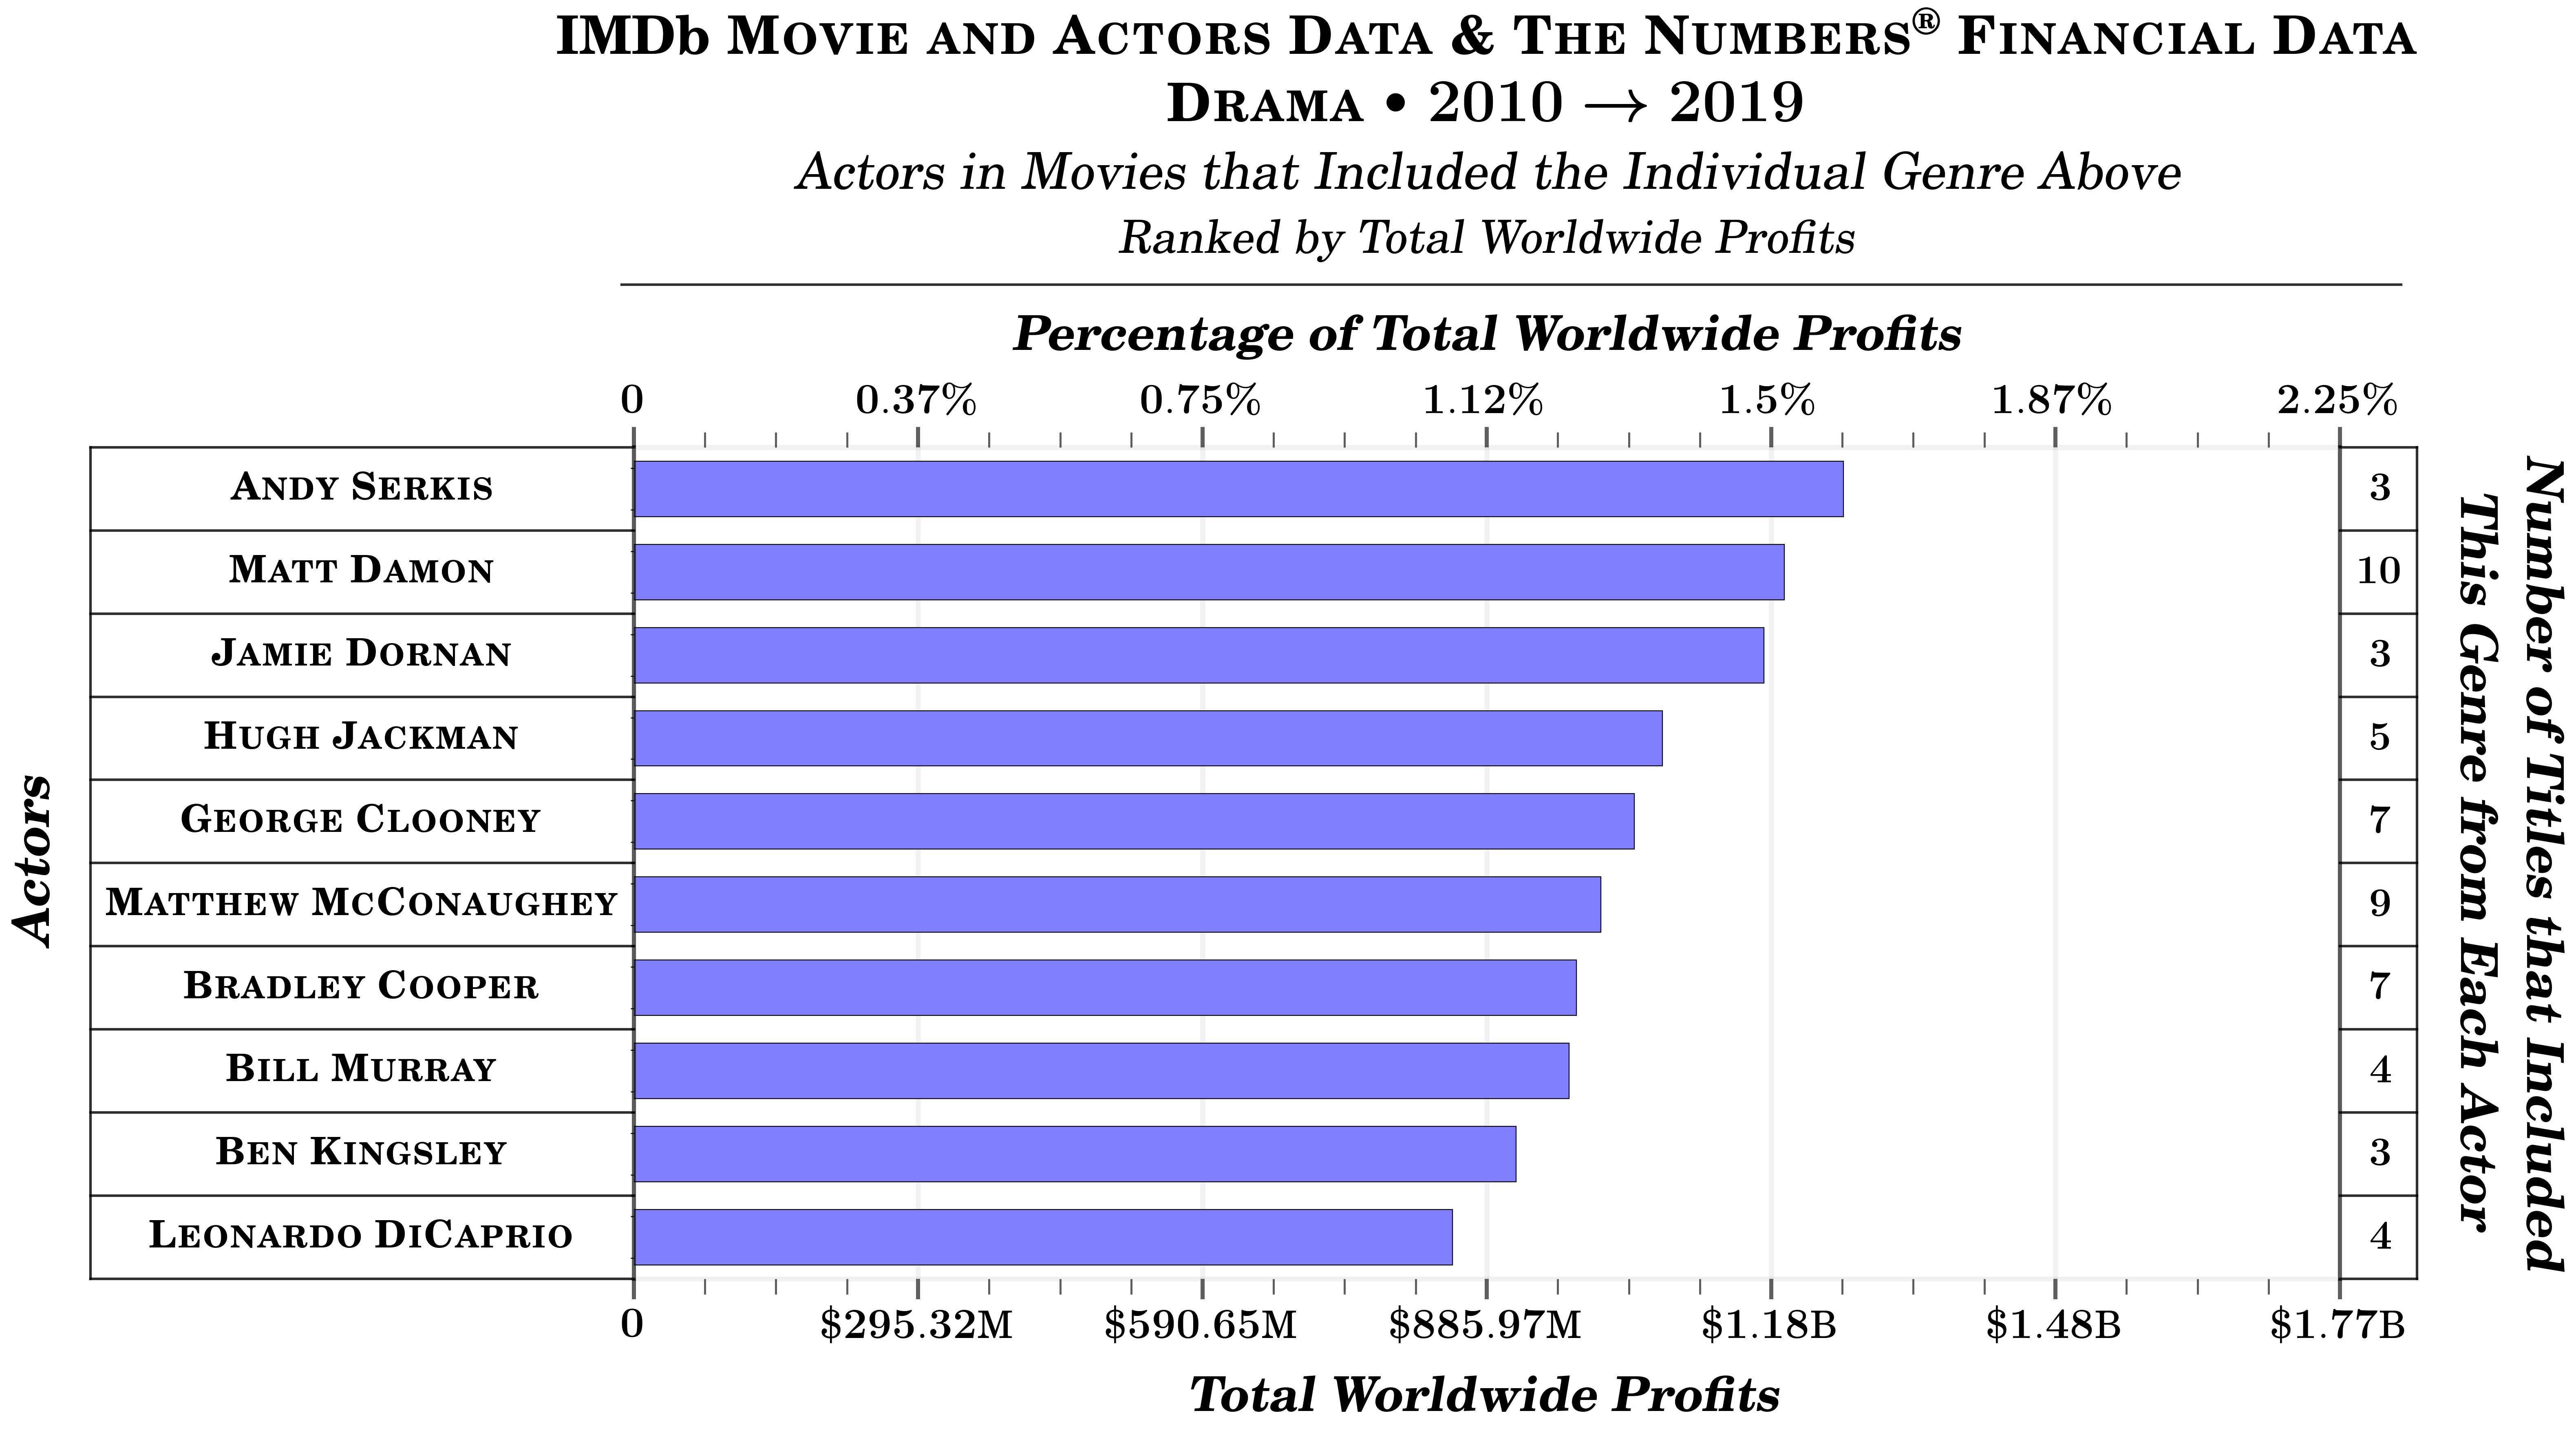 IMDb Movie and Actors Data & The Numbers® Financial Data
Drama • 2010 → 2019
Actors in Movies that Included the Individual Genre Above
Ranked by Total Worldwide Profits
Percentage of Total Worldwide Profits
0 0.37% 0.75% 1.12% 1.5% 1.87% 2.25%
Actors
Andy Serkis 3
Matt Damon 10
Jamie Dornan 3
Hugh Jackman 5
George Clooney 7
Matthew McConaughey 9
Bradley Cooper 7
Bill Murray 4
Ben Kingsley 3
Leonardo DiCaprio 4
Number of Titles that Included
This Genre from Each Actor
0 $295.32M $590.65M $885.97M $1.18B $1.48B $1.77B
Total Worldwide Profits